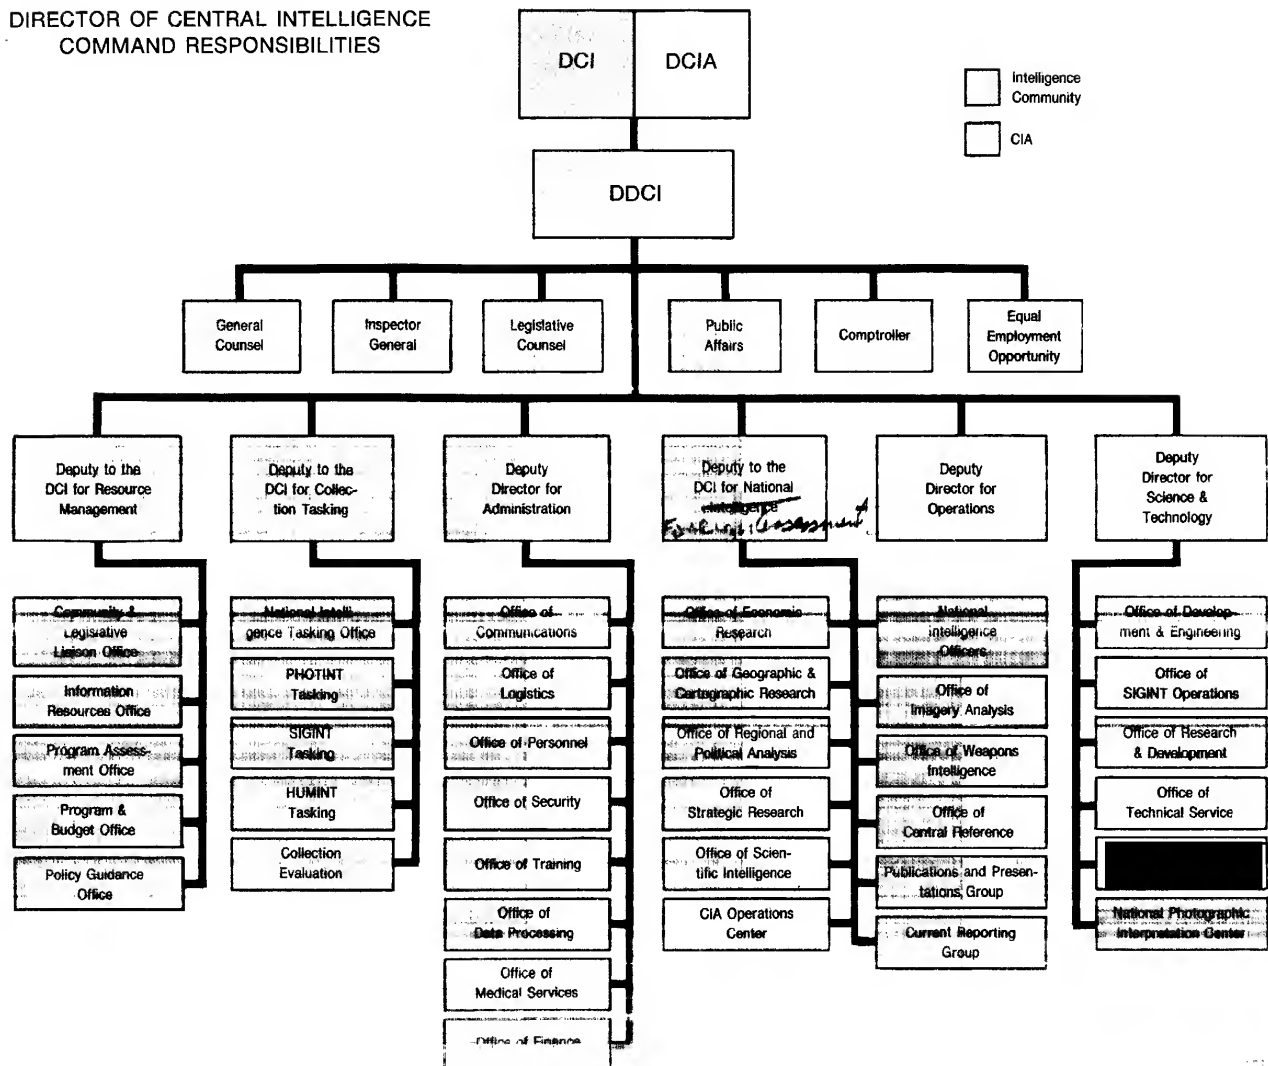 DIRECTOR OF CENTRAL INTELLIGENCE
COMMAND RESPONSIBILITIES
DCI
DCIA
Intelligence
Community
CIA
DDCI
General
Counsel
Inspector
General
Legislative
Counsel
Public
Affairs
Comptroller
Equal
Employment
Opportunity
Deputy to the
DCI for Resource
Management
Deputy to the
DCI for Collec-
tion Tasking
Deputy
Director for
Administration
Deputy to the
DCI for National
Intelligence
Foreign Assessment
Deputy
Director for
Operations
Deputy
Director for
Science &
Technology
Community &
Legislative
Liaison Office
Information
Resources Office
Program Assess-
ment Office
Program &
Budget Office
Policy Guidance
Office
National Intelli-
gence Tasking Office
PHOTINT
Tasking
SIGINT
Tasking
HUMINT
Tasking
Collection
Evaluation
Office of
Communications
Office of
Logistics
Office of Personnel
Office of Security
Office of Training
Office of
Data Processing
Office of
Medical Services
Office of Finance
Office of Economic
Research
Office of Geographic &
Cartographic Research
Office of Regional and
Political Analysis
Office of
Strategic Research
Office of Scien-
tific Intelligence
CIA Operations
Center
National
Intelligence
Officers
Office of
Imagery Analysis
Office of Weapons
Intelligence
Office of
Central Reference
Publications and Presen-
tations Group
Current Reporting
Group
Office of Develop-
ment & Engineering
Office of
SIGINT Operations
Office of Research
& Development
Office of
Technical Service
National Photographic
Interpretation Center